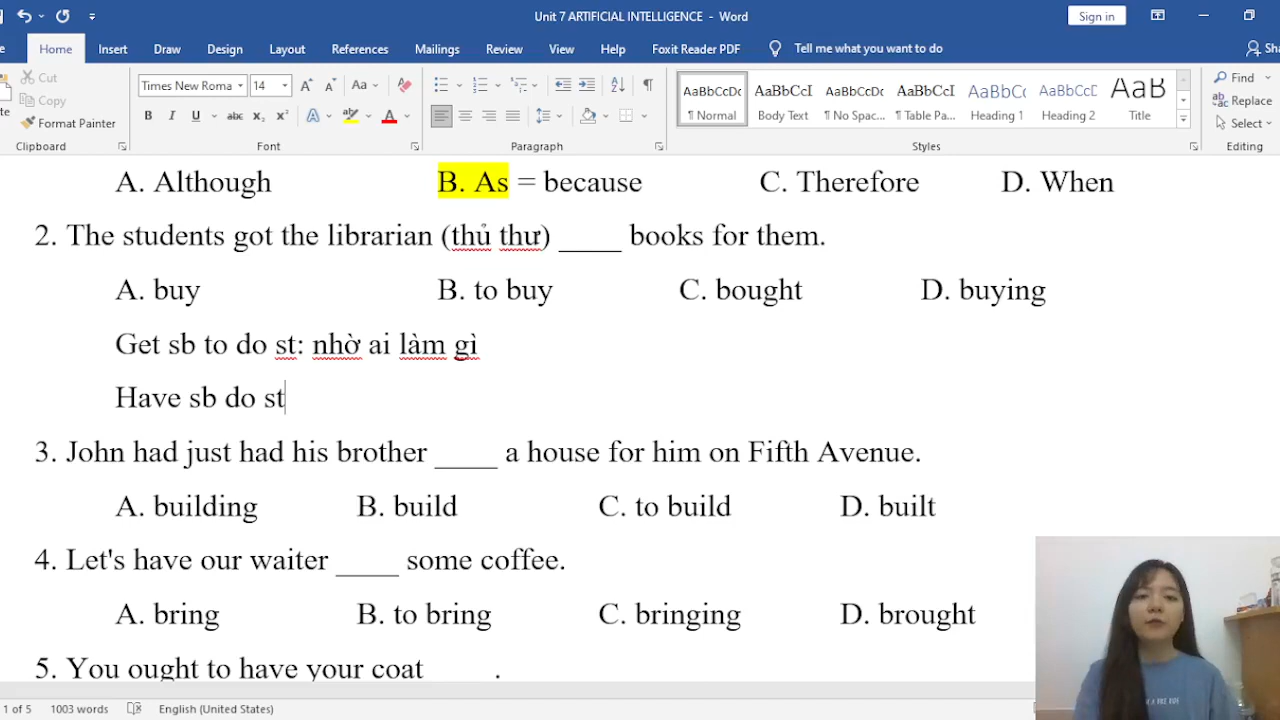 Unit 7 ARTIFICIAL INTELLIGENCE - Word
Sign in
Home Insert Draw Design Layout References Mailings Review View Help Foxit Reader PDF Tell me what you want to do
Cut
Copy
Format Painter
Clipboard
Times New Roma 14
Font
Paragraph
AaBbCcDc AaBbCcI AaBbCcDc AaBbCcI AaBbCc AaBbCcD AaB
¶ Normal Body Text ¶ No Spac... ¶ Table Pa... Heading 1 Heading 2 Title
Styles
Find
Replace
Select
Editing
A. Although B. As = because C. Therefore D. When
2. The students got the librarian (thủ thư) ____ books for them.
A. buy B. to buy C. bought D. buying
Get sb to do st: nhờ ai làm gì
Have sb do st
3. John had just had his brother ____ a house for him on Fifth Avenue.
A. building B. build C. to build D. built
4. Let's have our waiter ____ some coffee.
A. bring B. to bring C. bringing D. brought
5. You ought to have your coat ____.
1 of 5 1003 words English (United States)